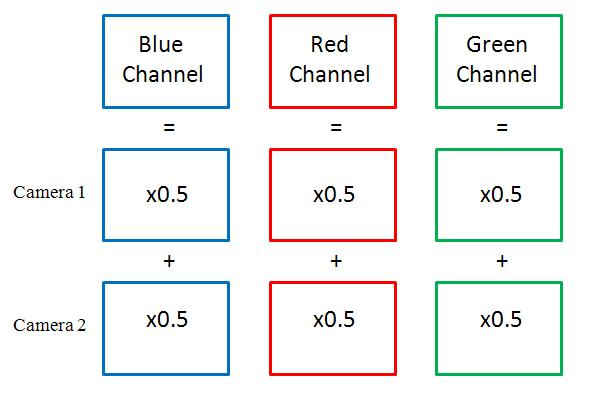 Blue Channel
Red Channel
Green Channel
= = =
Camera 1 x0.5 x0.5 x0.5
+ + +
Camera 2 x0.5 x0.5 x0.5